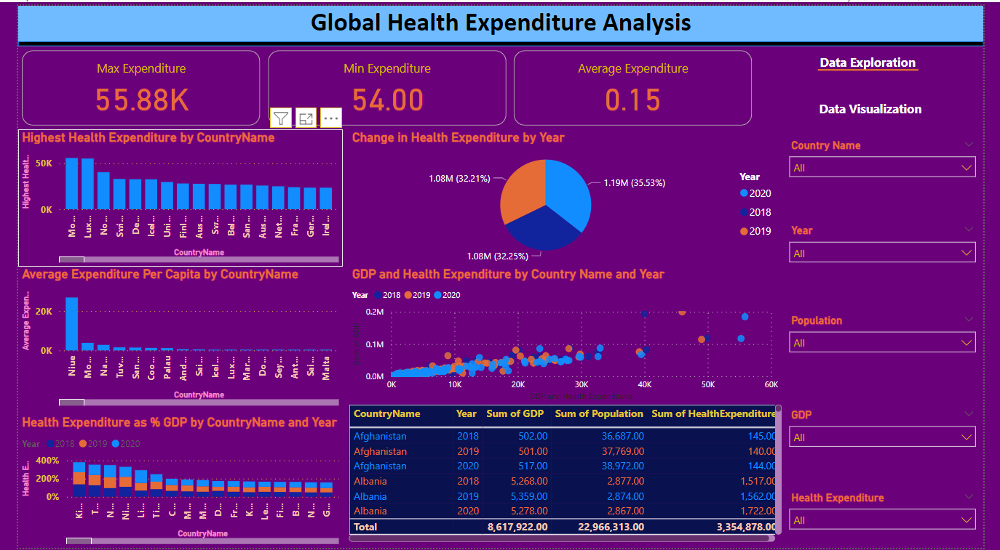 Global Health Expenditure Analysis
Max Expenditure
55.88K
Min Expenditure
54.00
Average Expenditure
0.15
Data Exploration
Data Visualization
Highest Health Expenditure by CountryName
Highest Healt...
50K
0K
Mo... Lux... No... Swi... De... Icel... Uni... Finl... Aus... Sw... Bel... San... Aus... Net... Fra... Ger... Irel...
CountryName
Change in Health Expenditure by Year
1.08M (32.21%)
1.19M (35.53%)
1.08M (32.25%)
Year
2020
2018
2019
Average Expenditure Per Capita by CountryName
Average Expen...
20K
0K
Niue Mo... Na... Tuv... San... Coo... Palau And... Sai... Icel... Lux... Mar... Do... Sey... Ant... Sai... Malta
CountryName
GDP and Health Expenditure by Country Name and Year
Year 2018 2019 2020
Sum of GDP
0.2M
0.1M
0.0M
0K 10K 20K 30K 40K 50K 60K
GDP and Health Expenditure
Health Expenditure as % GDP by CountryName and Year
Year 2018 2019 2020
Health E...
400%
200%
0%
Ki... T... N... Ni... Li... Ti... C... M... M... D... Fr... K... Le... Fi... B... N... G...
CountryName
CountryName Year Sum of GDP Sum of Population Sum of HealthExpenditure
Afghanistan 2018 502.00 36,687.00 145.00
Afghanistan 2019 501.00 37,769.00 140.00
Afghanistan 2020 517.00 38,972.00 144.00
Albania 2018 5,268.00 2,877.00 1,517.00
Albania 2019 5,359.00 2,874.00 1,562.00
Albania 2020 5,278.00 2,867.00 1,722.00
Total 8,617,922.00 22,966,313.00 3,354,878.00
Country Name
All
Year
All
Population
All
GDP
All
Health Expenditure
All